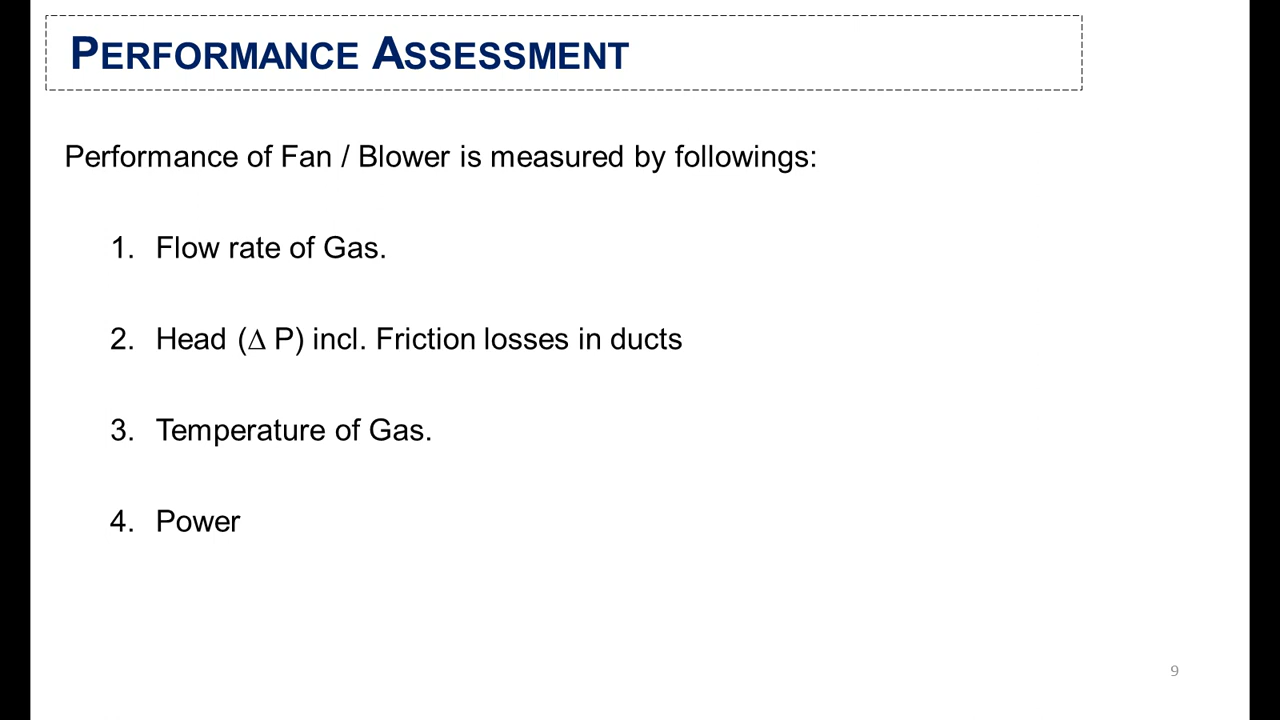 PERFORMANCE ASSESSMENT
Performance of Fan / Blower is measured by followings:
1. Flow rate of Gas.
2. Head (∆ P) incl. Friction losses in ducts
3. Temperature of Gas.
4. Power
9